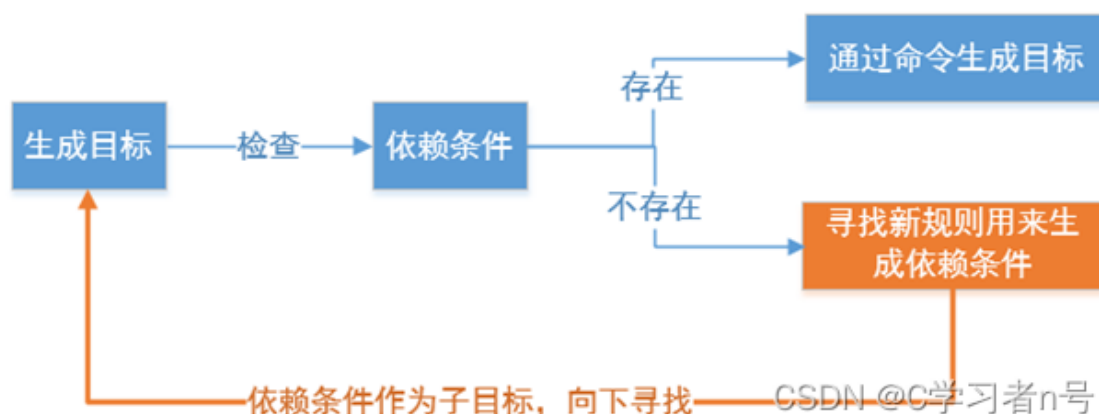 通过命令生成目标
存在
生成目标
检查
依赖条件
不存在
寻找新规则用来生
成依赖条件
依赖条件作为子目标，向下寻找
CSDN @C学习者n号